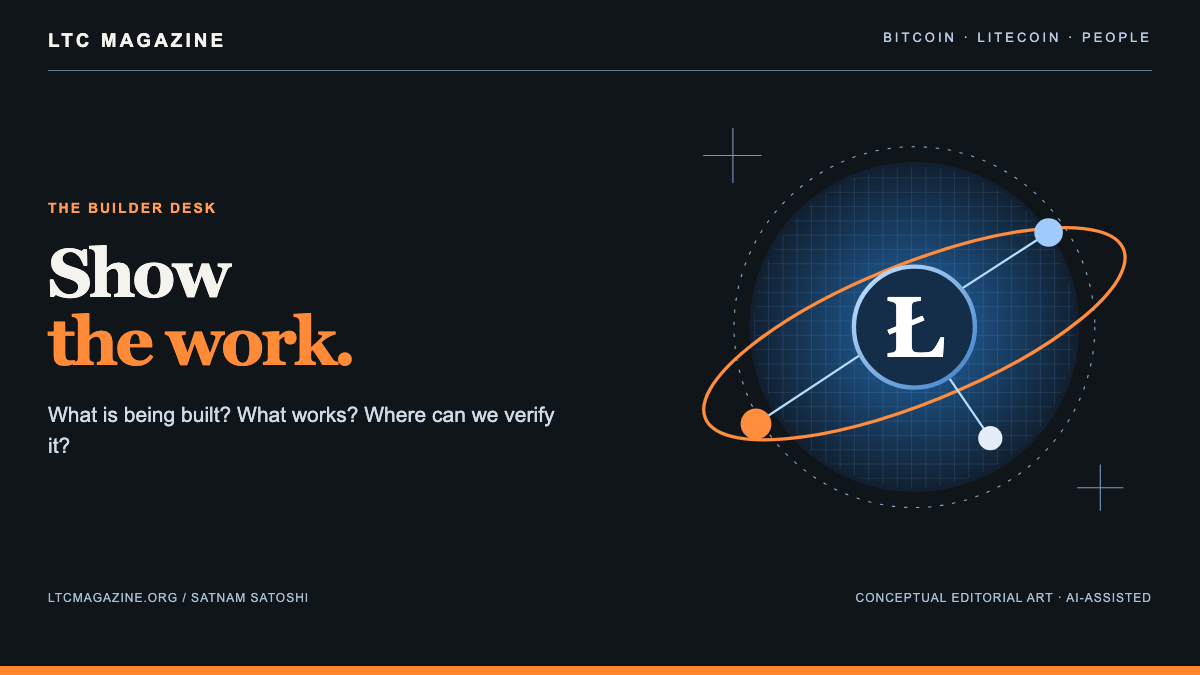 LTC MAGAZINE
BITCOIN · LITECOIN · PEOPLE
THE BUILDER DESK
Show
the work.
What is being built? What works? Where can we verify
it?
Ł
LTCMAGAZINE.ORG / SATNAM SATOSHI
CONCEPTUAL EDITORIAL ART · AI-ASSISTED